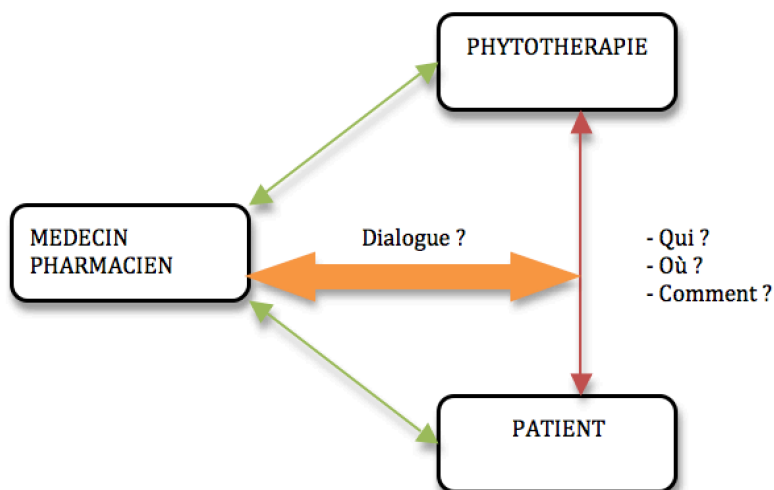 PHYTOTHERAPIE
MEDECIN
PHARMACIEN
Dialogue ?
- Qui ?
- Où ?
- Comment ?
PATIENT